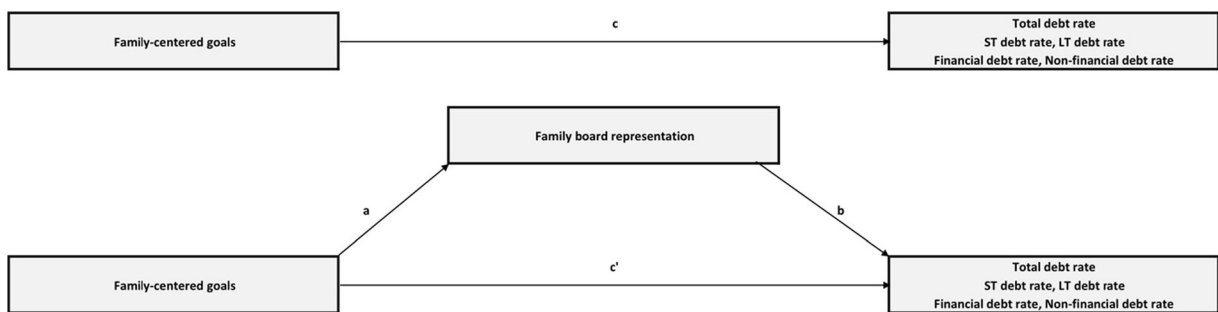 c
Family-centered goals
Total debt rate
ST debt rate, LT debt rate
Financial debt rate, Non-financial debt rate
Family board representation
a
b
c'
Family-centered goals
Total debt rate
ST debt rate, LT debt rate
Financial debt rate, Non-financial debt rate